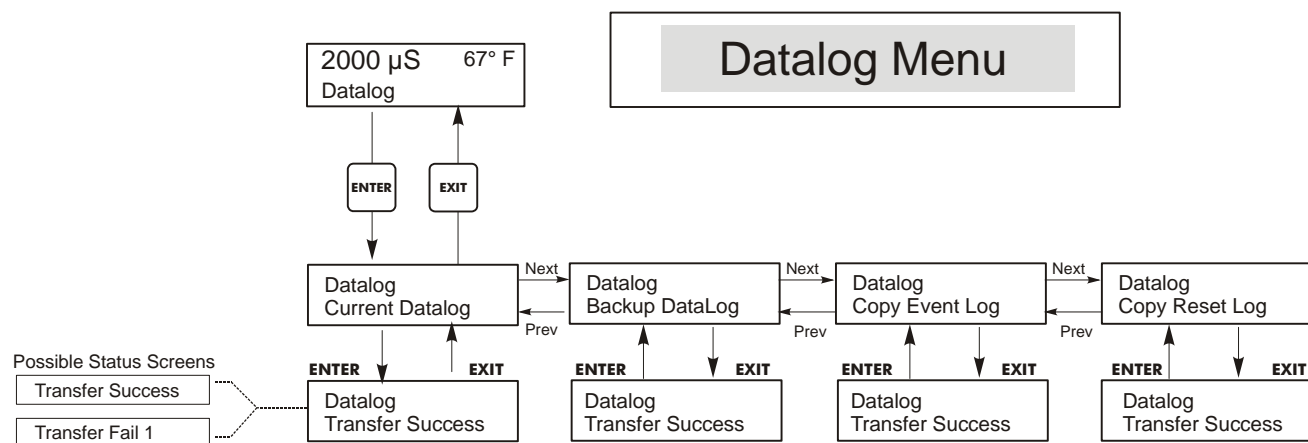 Datalog Menu
2000 µS 67° F
Datalog
ENTER EXIT
Datalog
Current Datalog
Next
Prev
Datalog
Backup DataLog
Next
Prev
Datalog
Copy Event Log
Next
Prev
Datalog
Copy Reset Log
ENTER EXIT
ENTER EXIT
ENTER EXIT
ENTER EXIT
Possible Status Screens
Transfer Success
Transfer Fail 1
Datalog
Transfer Success
Datalog
Transfer Success
Datalog
Transfer Success
Datalog
Transfer Success